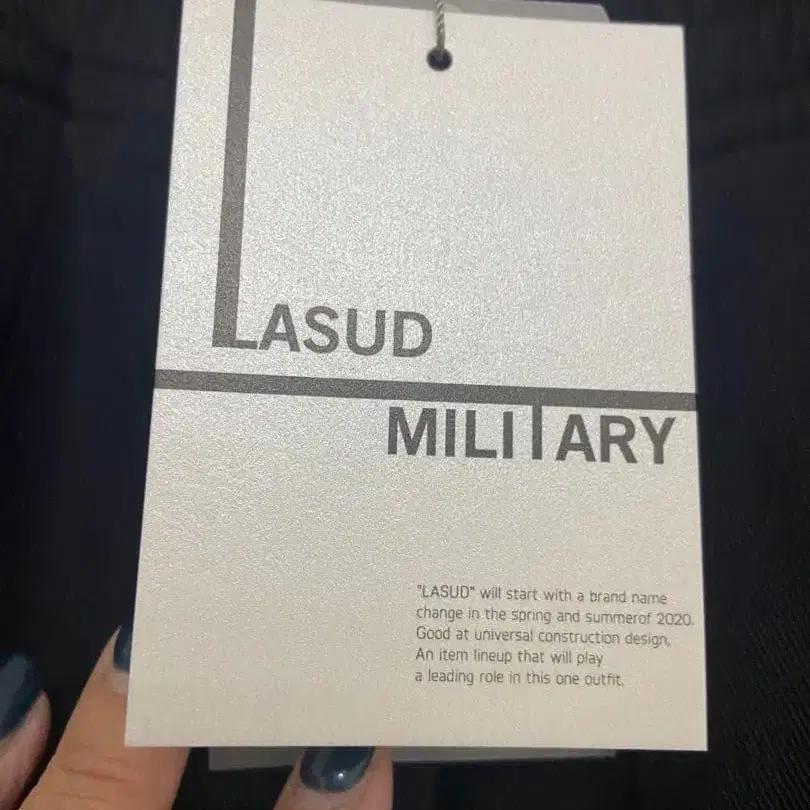 LASUD
MILITARY
"LASUD" will start with a brand name
change in the spring and summerof 2020.
Good at universal construction design.
An item lineup that will play
a leading role in this one outfit.